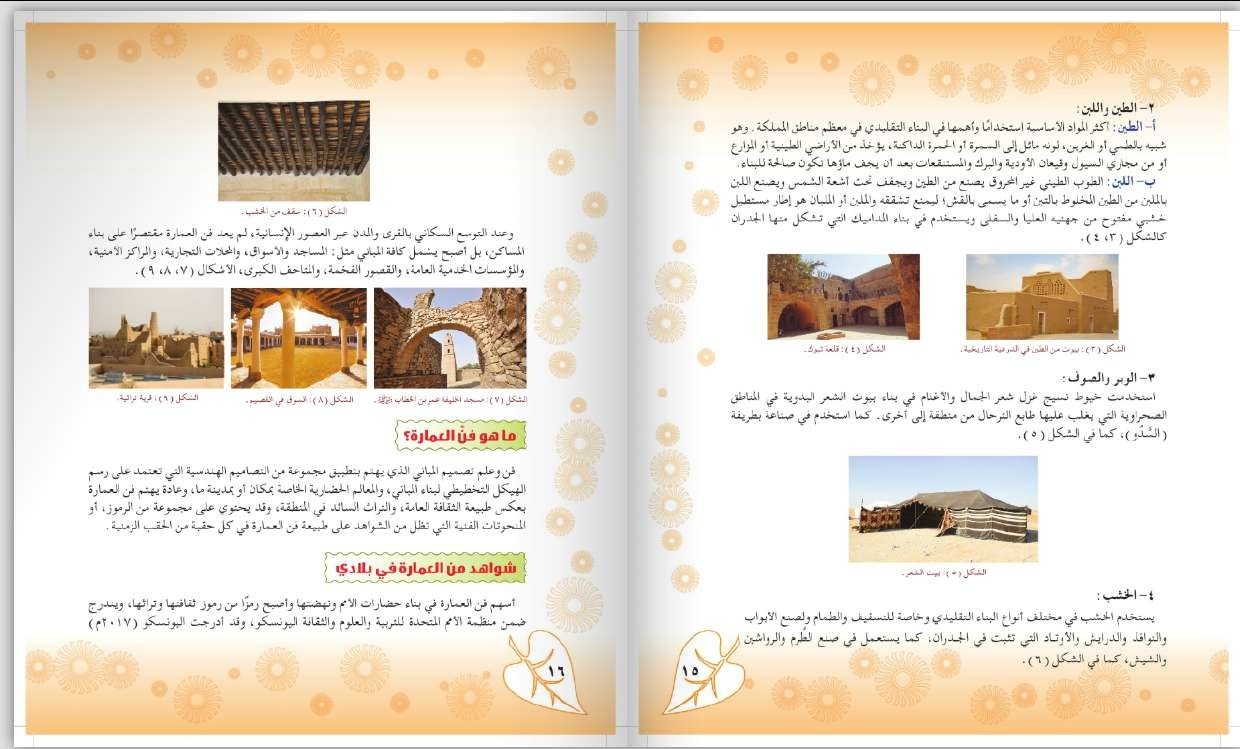 ٢- الطين واللبن:
أ- الطين: أكثر المواد الأساسية استخدامًا وأهمها في البناء التقليدي في معظم مناطق المملكة. وهو
شبيه بالطمي أو الغرين، لونه مائل إلى السمرة أو الحمرة الداكنة، يؤخذ من الأراضي الطينية أو المزارع
أو من مجاري السيول وقيعان الأودية والبرك والمستنقعات بعد أن يجف ماؤها تكون صالحة للبناء.
ب- اللبن: الطوب الطيني غير المحروق يصنع من الطين ويجفف تحت أشعة الشمس ويصنع اللبن
بالملبن من الطين المخلوط بالتبن أو ما يسمى بالقش؛ ليمنع تشققه والملبن أو الملبان هو إطار مستطيل
خشبي مفتوح من جهتيه العليا والسفلى ويستخدم في بناء المداميك التي تشكل منها الجدران
كالشكل (٣، ٤).
الشكل (٣): بيوت من الطين في الدرعية التاريخية.
الشكل (٤): قلعة تبوك.
٣- الوبر والصوف:
استخدمت خيوط نسيج غزل شعر الجمال والأغنام في بناء بيوت الشعر البدوية في المناطق
الصحراوية التي يغلب عليها طابع الترحال من منطقة إلى أخرى. كما استخدم في صناعة بطريقة
(السَّدُو)، كما في الشكل (٥).
الشكل (٥): بيت الشعر.
٤- الخشب:
يستخدم الخشب في مختلف أنواع البناء التقليدي وخاصة للتسقيف والطمام ولصنع الأبواب
والنوافذ والدرايش والأوتاد التي تثبت في الجدران، كما يستعمل في صنع الطُرم والرواشين
والشيش، كما في الشكل (٦).
١٥
الشكل (٦): سقف من الخشب.
وعند التوسع السكاني بالقرى والمدن عبر العصور الإنسانية، لم يعد فن العمارة مقتصرًا على بناء
المساكن، بل أصبح يشمل كافة المباني مثل: المساجد والأسواق، والمحلات التجارية، والمراكز الأمنية،
والمؤسسات الخدمية العامة، والقصور الفخمة، والمتاحف الكبرى، الأشكال (٧، ٨، ٩).
الشكل (٧): مسجد الخليفة عمر بن الخطاب ﷺ.
الشكل (٨): السوق في القصيم.
الشكل (٩): قرية تراثية.
ما هو فنّ العمارة؟
فن وعلم تصميم المباني الذي يهتم بتطبيق مجموعة من التصاميم الهندسية التي تعتمد على رسم
الهيكل التخطيطي لبناء المباني، والمعالم الحضارية الخاصة بمكان أو بمدينة ما، وعادة يهتم فن العمارة
بعكس طبيعة الثقافة العامة، والتراث السائد في المنطقة، وقد يحتوي على مجموعة من الرموز، أو
المنحوتات الفنية التي تظل من الشواهد على طبيعة فن العمارة في كل حقبة من الحقب الزمنية.
شواهد من العمارة في بلادي
أسهم فن العمارة في بناء حضارات الأمم ونهضتها وأصبح رمزًا من رموز ثقافتها وتراثها، ويندرج
ضمن منظمة الأمم المتحدة للتربية والعلوم والثقافة اليونسكو، وقد أدرجت اليونسكو (٢٠١٧م)
١٦